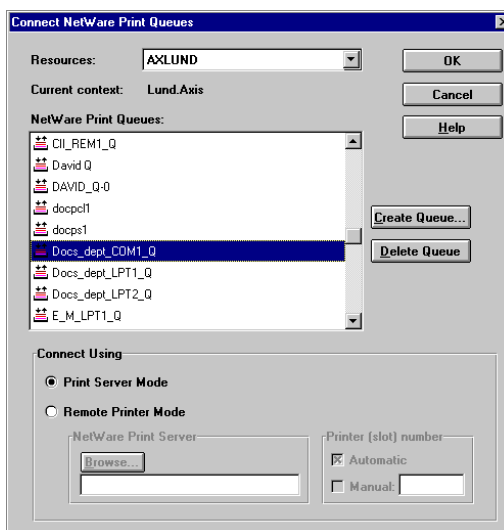 Connect NetWare Print Queues
Resources: AXLUND
OK
Current context: Lund.Axis
Cancel
NetWare Print Queues:
Help
CII_REM1_Q
David Q
DAVID_Q-0
docpcl1
docps1
Create Queue...
Docs_dept_COM1_Q
Delete Queue
Docs_dept_LPT1_Q
Docs_dept_LPT2_Q
E_M_LPT1_Q
Connect Using
Print Server Mode
Remote Printer Mode
NetWare Print Server
Printer (slot) number
Browse...
Automatic
Manual: